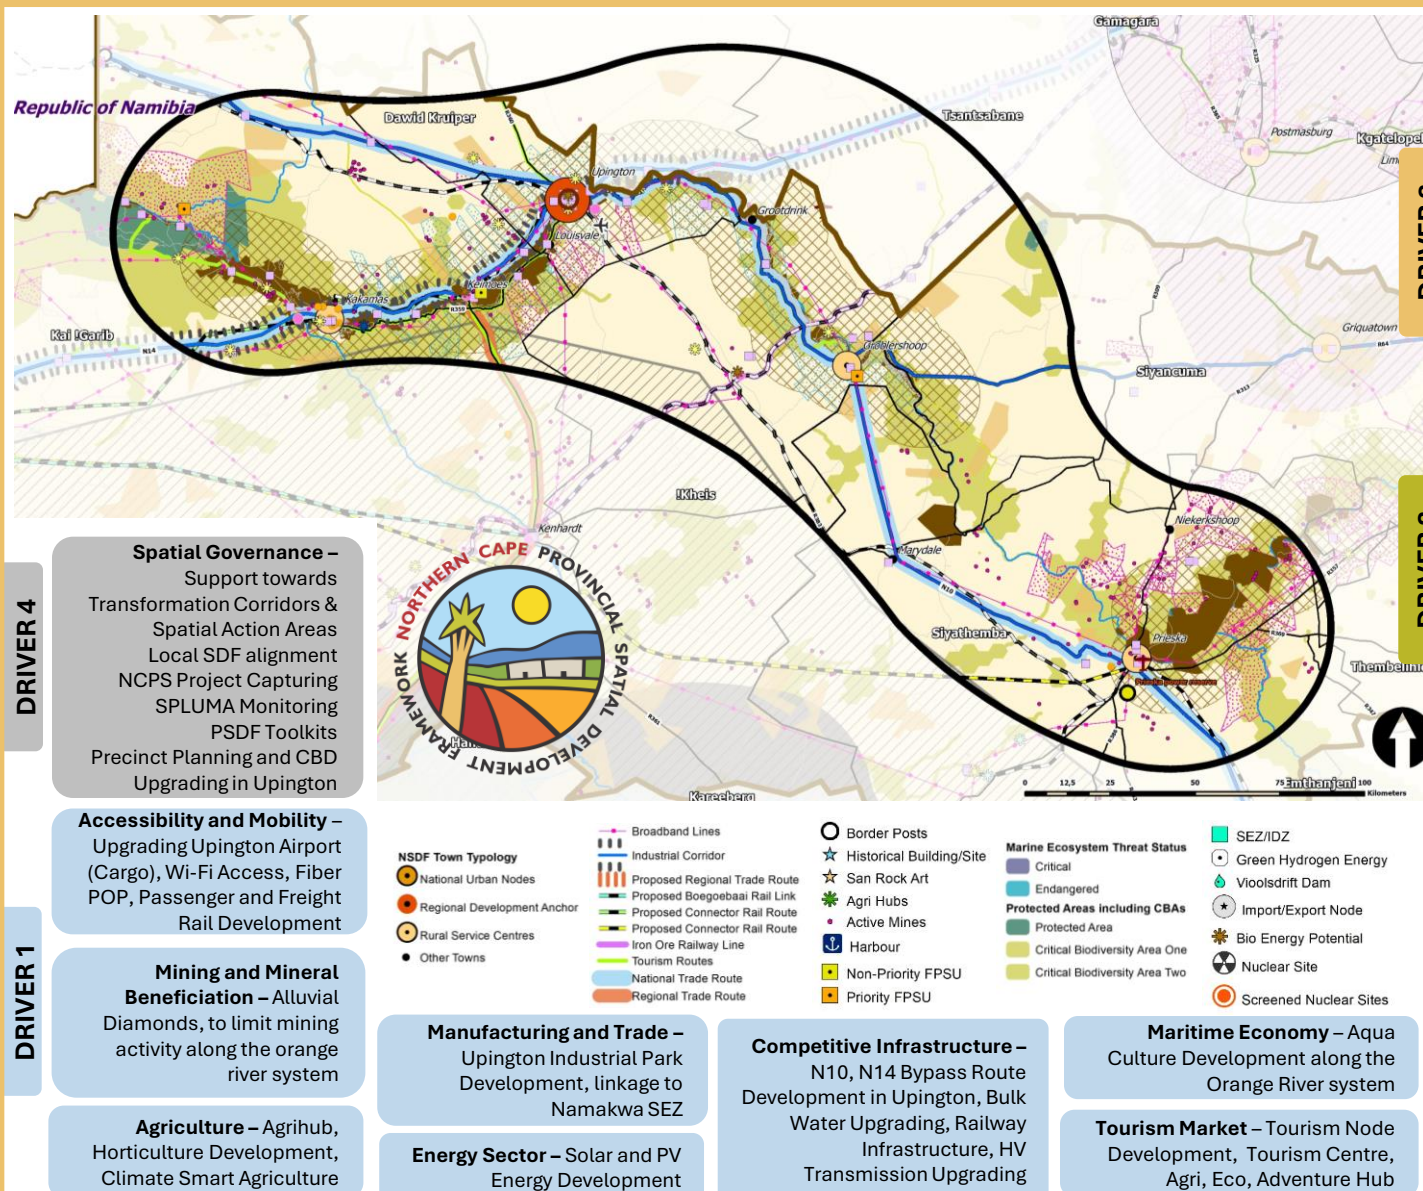 Gamagara
Republic of Namibia
Dawid Kruiper
Tsantsabane
Postmasburg
Kgatelopel
Upington
Grootdrink
Louisvale
Keimoes
Kakamas
Kai !Garib
N14
R359
R360
R325
R385
R309
Griquatown
R64
Groblershoop
Siyancuma
R313
!Kheis
R383
Kenhardt
Niekerkshoop
Marydale
N10
R357
R369
Siyathemba
Prieska
Thembelihle
R361
R386
Kareeberg
Emthanjeni
0 12,5 25 50 75 100
Kilometers
NORTHERN CAPE PROVINCIAL SPATIAL DEVELOPMENT FRAMEWORK
DRIVER 4
Spatial Governance –
Support towards
Transformation Corridors &
Spatial Action Areas
Local SDF alignment
NCPS Project Capturing
SPLUMA Monitoring
PSDF Toolkits
Precinct Planning and CBD
Upgrading in Upington
DRIVER 1
Accessibility and Mobility –
Upgrading Upington Airport
(Cargo), Wi-Fi Access, Fiber
POP, Passenger and Freight
Rail Development
Mining and Mineral
Beneficiation – Alluvial
Diamonds, to limit mining
activity along the orange
river system
Agriculture – Agrihub,
Horticulture Development,
Climate Smart Agriculture
NSDF Town Typology
National Urban Nodes
Regional Development Anchor
Rural Service Centres
Other Towns
Broadband Lines
Industrial Corridor
Proposed Regional Trade Route
Proposed Boegoebaai Rail Link
Proposed Connector Rail Route
Proposed Connector Rail Route
Iron Ore Railway Line
Tourism Routes
National Trade Route
Regional Trade Route
Border Posts
Historical Building/Site
San Rock Art
Agri Hubs
Active Mines
Harbour
Non-Priority FPSU
Priority FPSU
Marine Ecosystem Threat Status
Critical
Endangered
Protected Areas including CBAs
Protected Area
Critical Biodiversity Area One
Critical Biodiversity Area Two
SEZ/IDZ
Green Hydrogen Energy
Vioolsdrift Dam
Import/Export Node
Bio Energy Potential
Nuclear Site
Screened Nuclear Sites
Manufacturing and Trade –
Upington Industrial Park
Development, linkage to
Namakwa SEZ
Energy Sector – Solar and PV
Energy Development
Competitive Infrastructure –
N10, N14 Bypass Route
Development in Upington, Bulk
Water Upgrading, Railway
Infrastructure, HV
Transmission Upgrading
Maritime Economy – Aqua
Culture Development along the
Orange River system
Tourism Market – Tourism Node
Development, Tourism Centre,
Agri, Eco, Adventure Hub